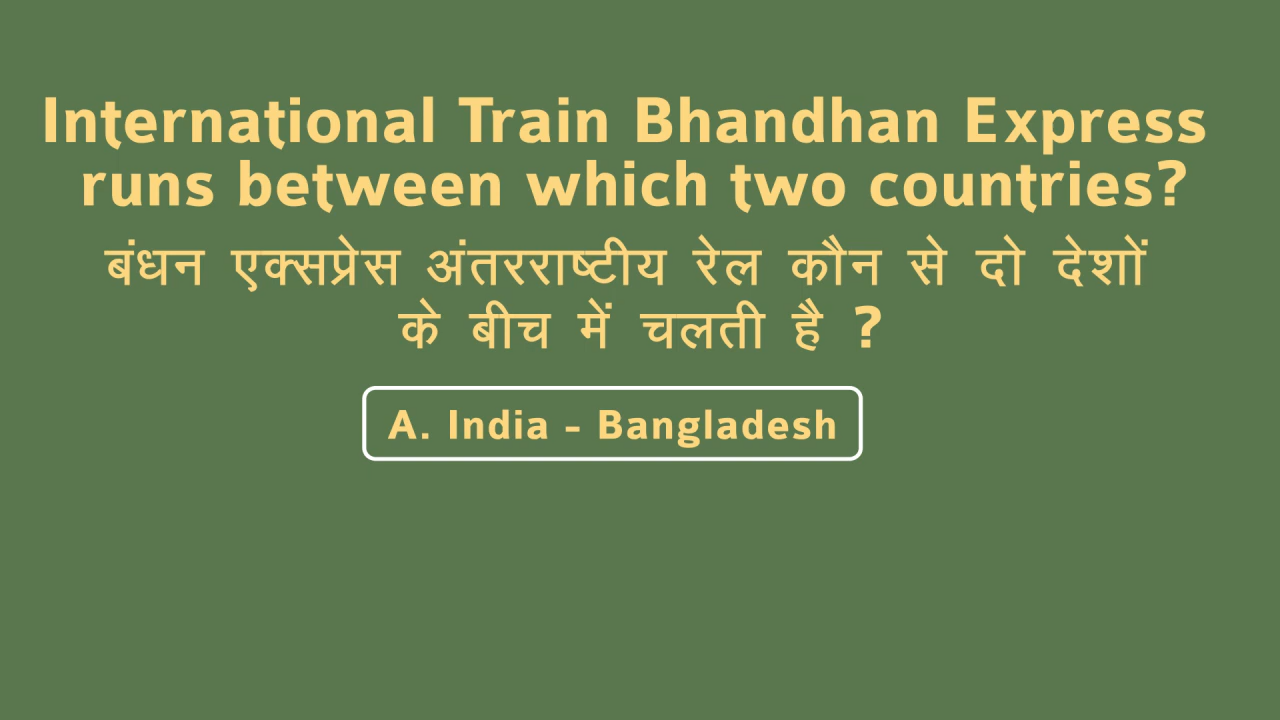 International Train Bhandhan Express
runs between which two countries?
बंधन एक्सप्रेस अंतरराष्टीय रेल कौन से दो देशों
के बीच में चलती है ?
A. India - Bangladesh